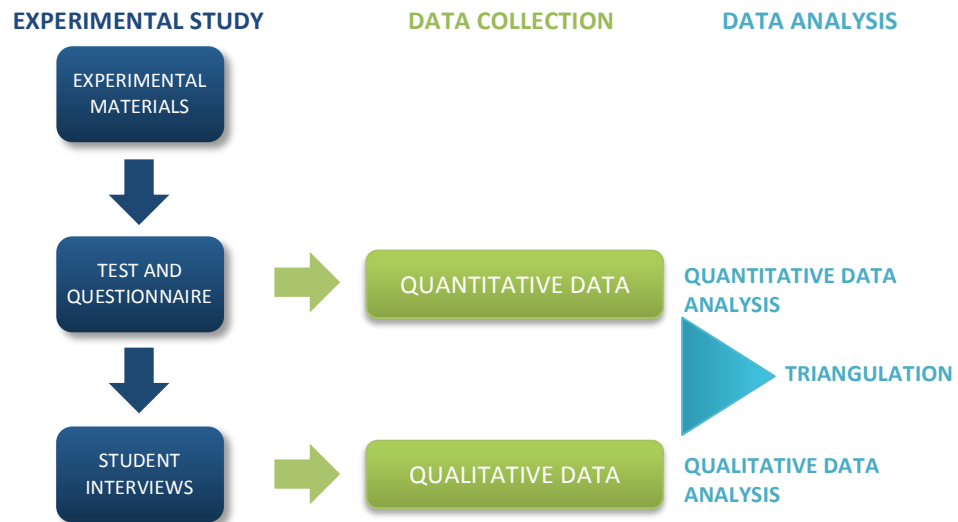 EXPERIMENTAL STUDY
DATA COLLECTION
DATA ANALYSIS
EXPERIMENTAL
MATERIALS
TEST AND
QUESTIONNAIRE
QUANTITATIVE DATA
QUANTITATIVE DATA
ANALYSIS
TRIANGULATION
STUDENT
INTERVIEWS
QUALITATIVE DATA
QUALITATIVE DATA
ANALYSIS